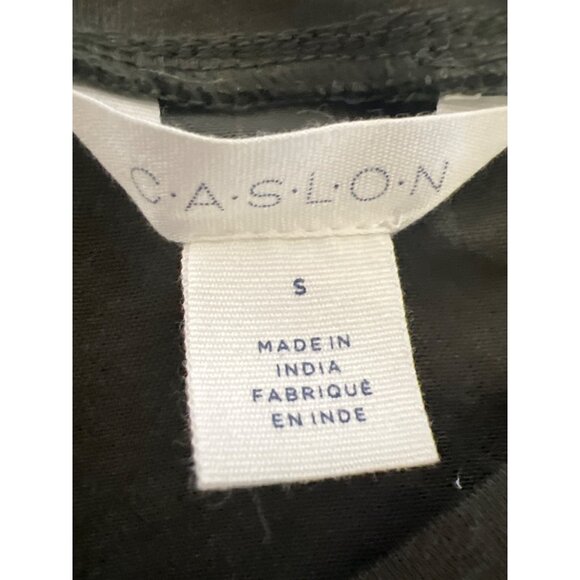 C·A·S·L·O·N
S
MADE IN
INDIA
FABRIQUÉ
EN INDE